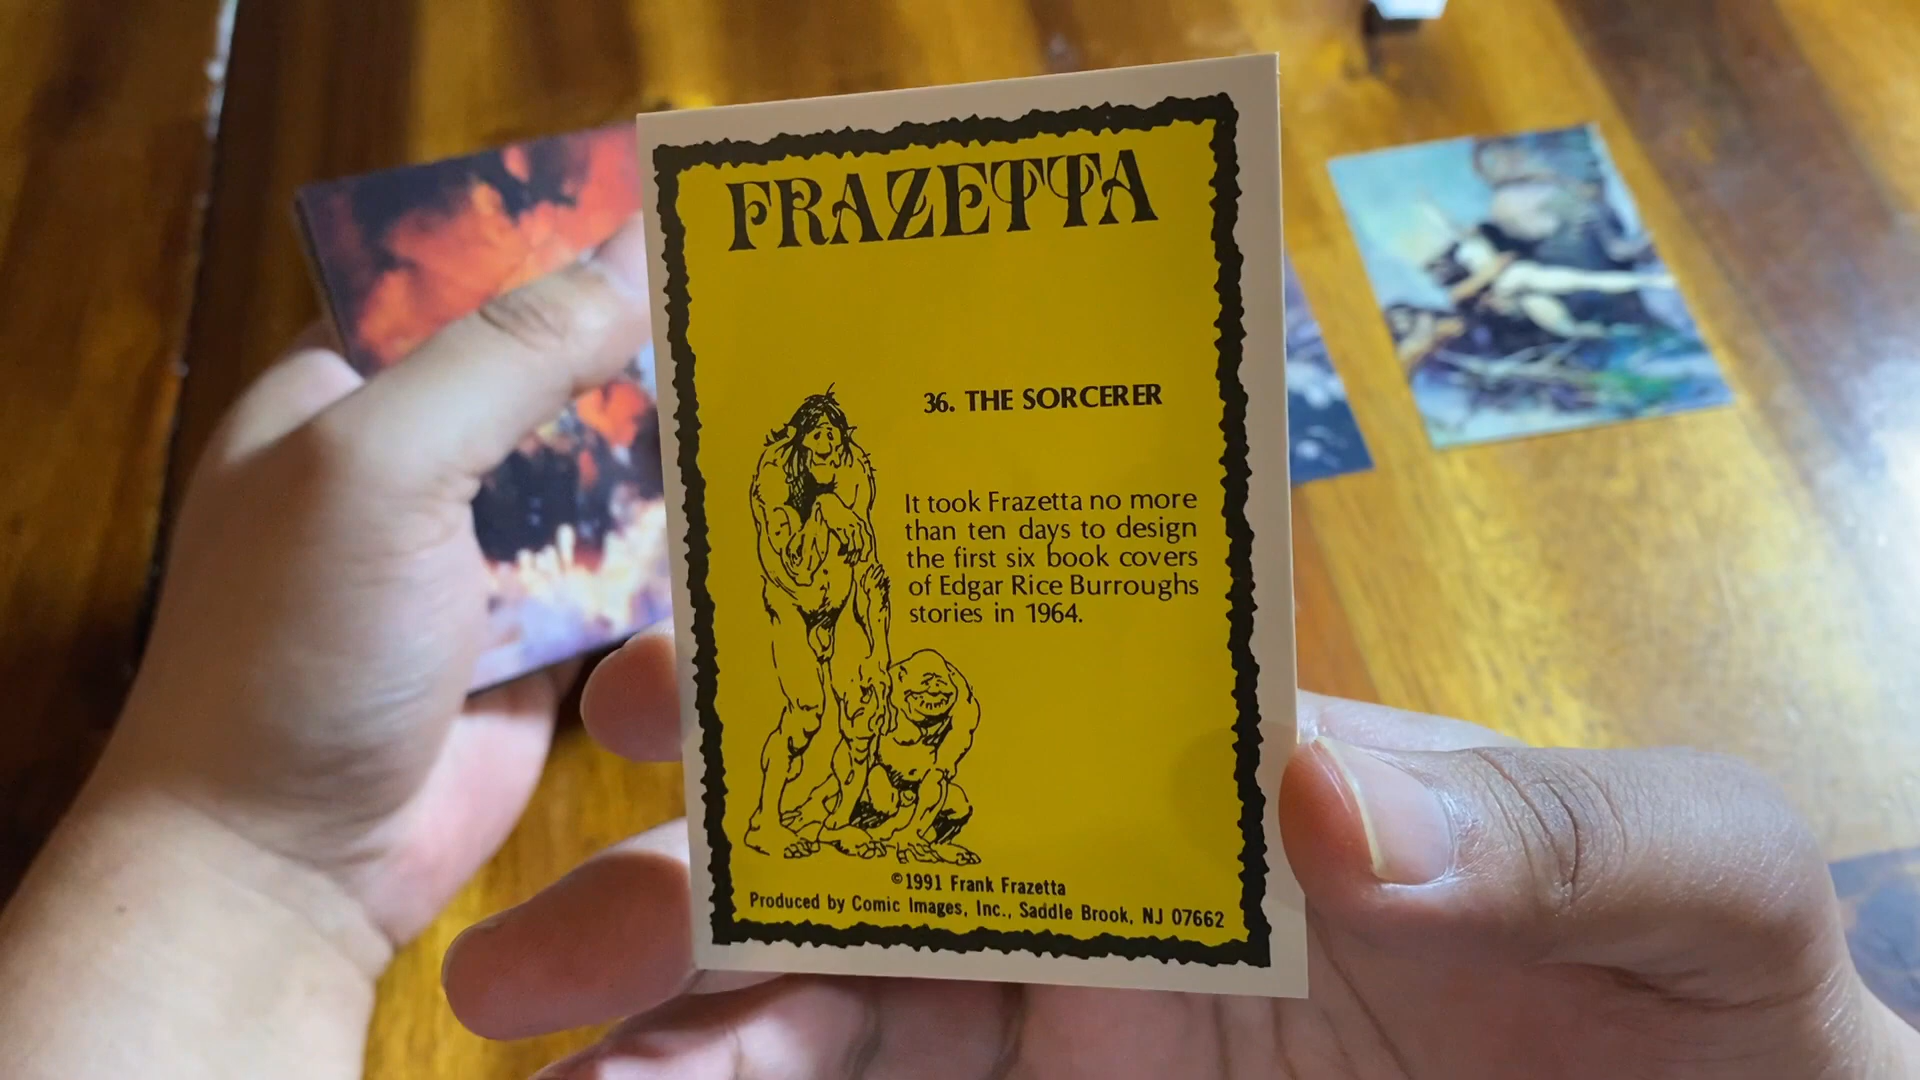 FRAZETTA
36. THE SORCERER
It took Frazetta no more
than ten days to design
the first six book covers
of Edgar Rice Burroughs
stories in 1964.
©1991 Frank Frazetta
Produced by Comic Images, Inc., Saddle Brook, NJ 07662